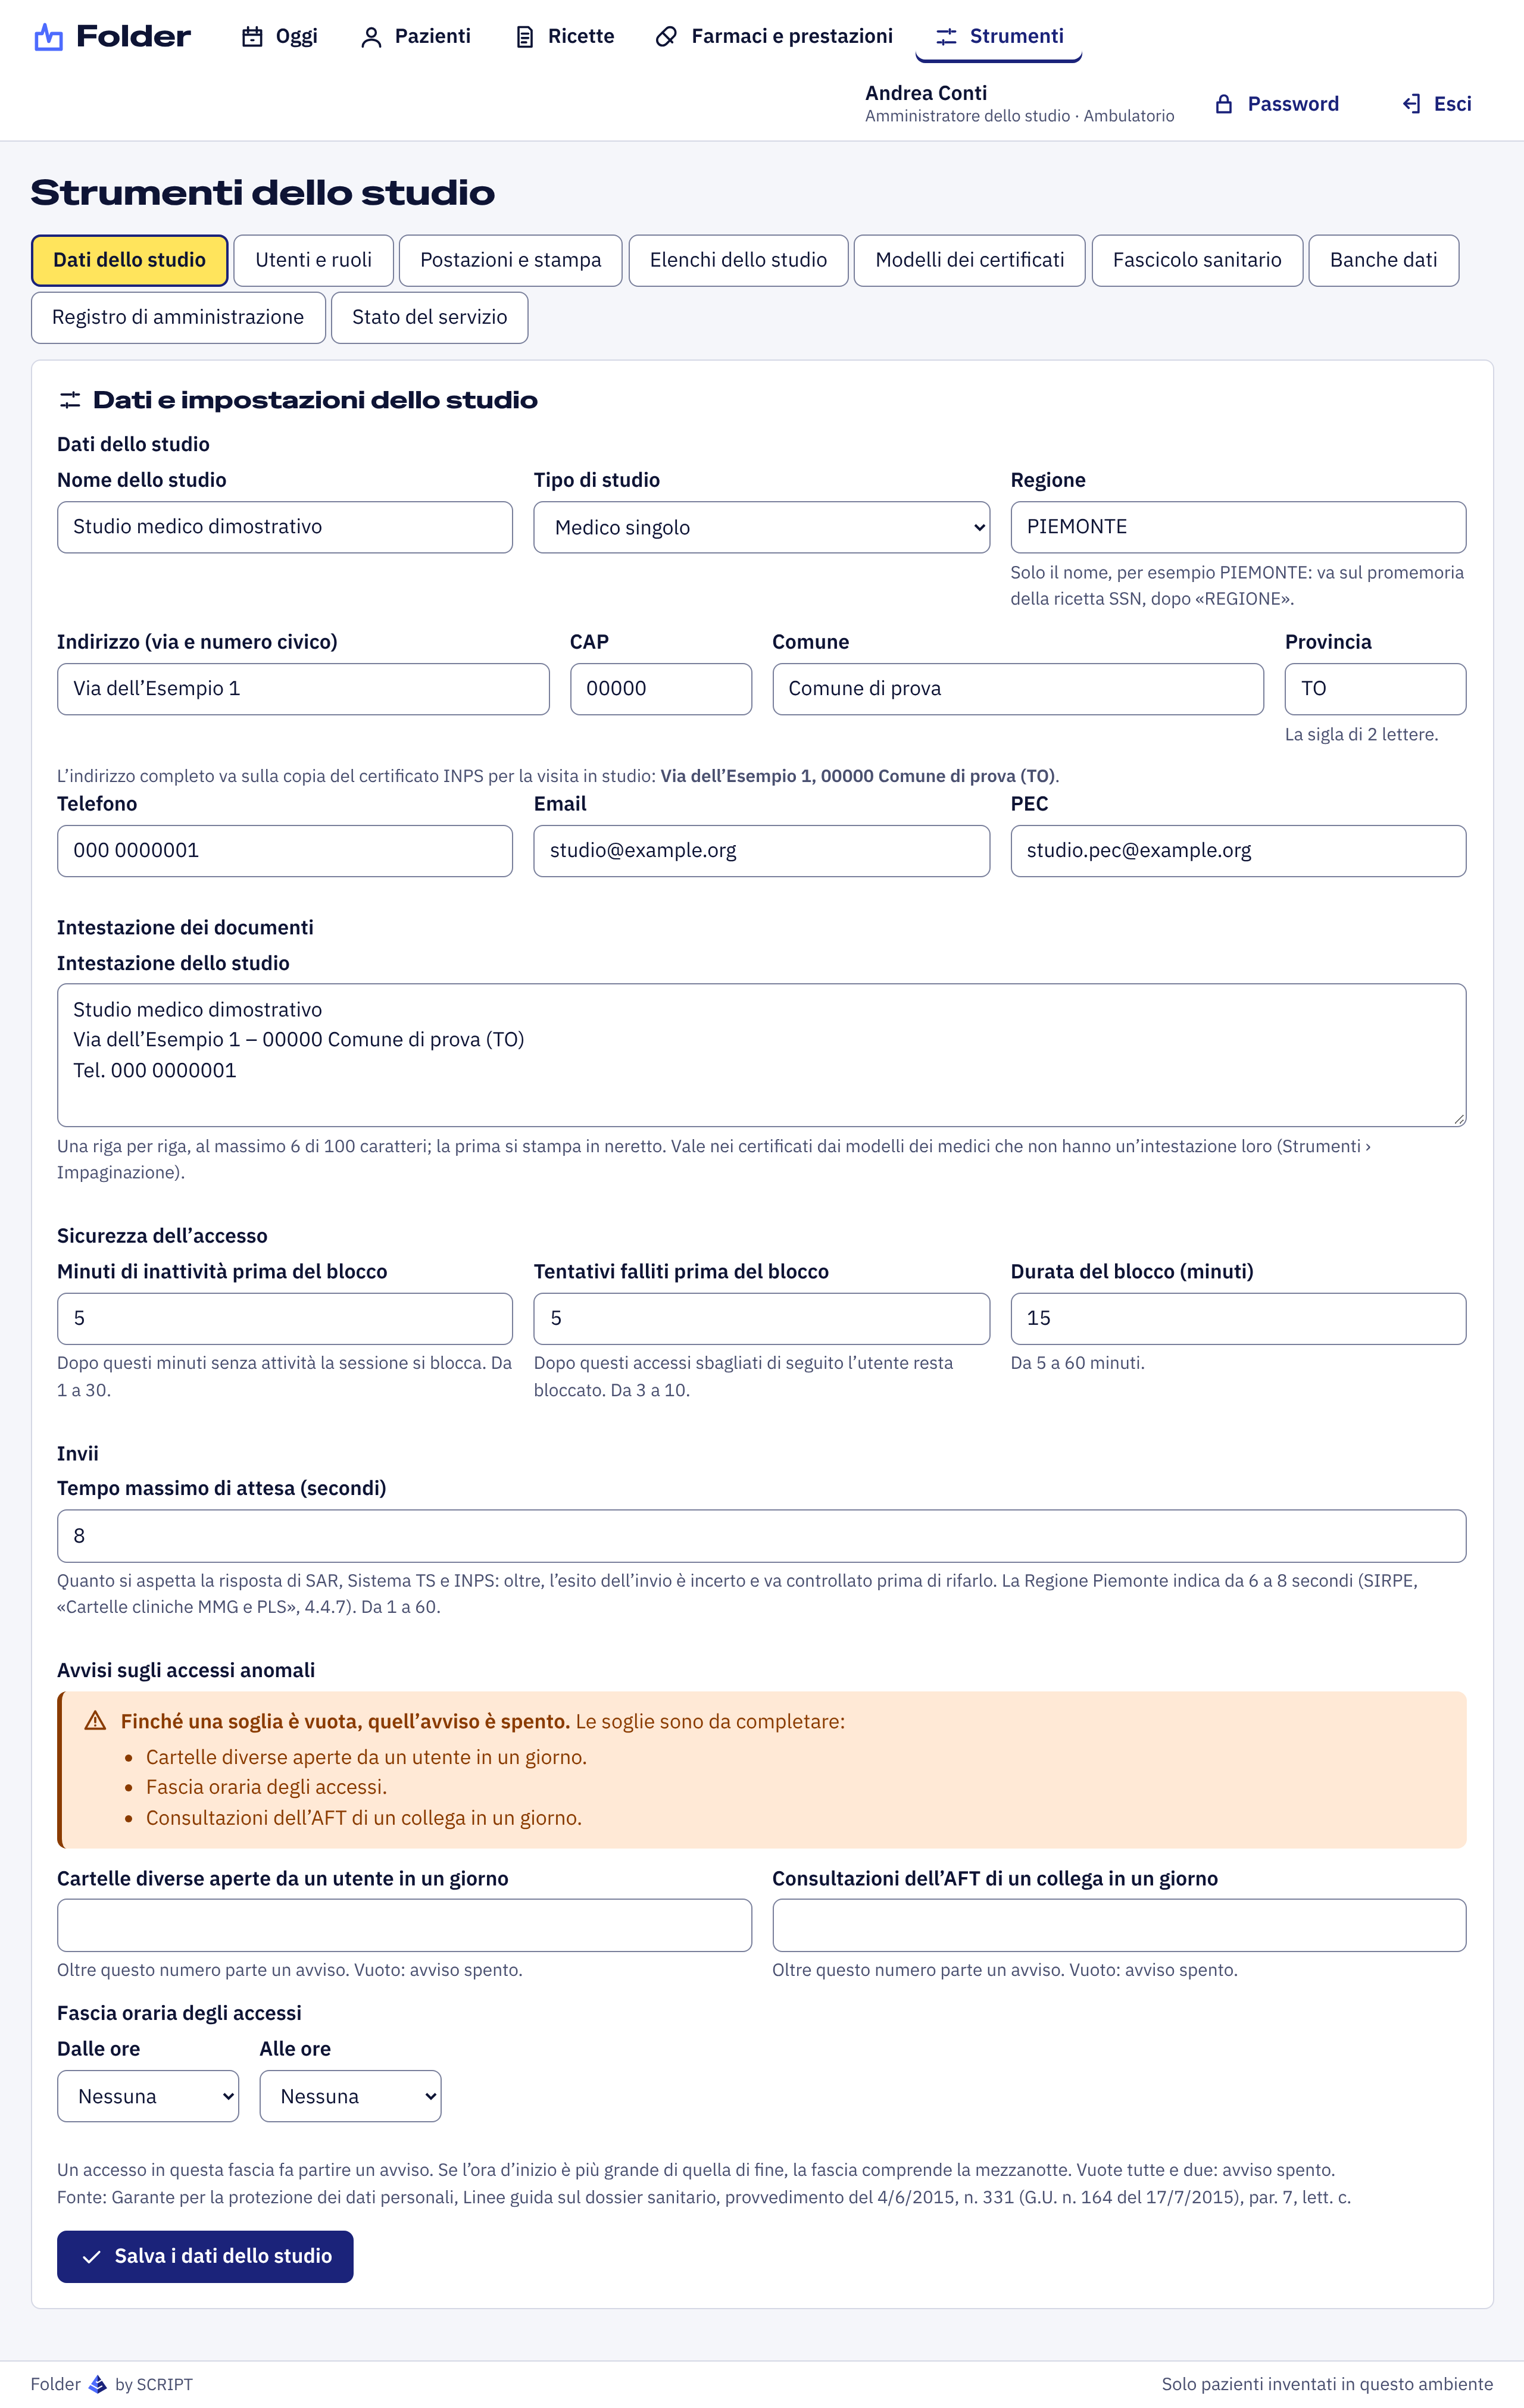 Folder
Oggi
Pazienti
Ricette
Farmaci e prestazioni
Strumenti
Andrea Conti
Amministratore dello studio · Ambulatorio
Password
Esci
Strumenti dello studio
Dati dello studio
Utenti e ruoli
Postazioni e stampa
Elenchi dello studio
Modelli dei certificati
Fascicolo sanitario
Banche dati
Registro di amministrazione
Stato del servizio
Dati e impostazioni dello studio
Dati dello studio
Nome dello studio
Studio medico dimostrativo
Tipo di studio
Medico singolo
Regione
PIEMONTE
Solo il nome, per esempio PIEMONTE: va sul promemoria
della ricetta SSN, dopo «REGIONE».
Indirizzo (via e numero civico)
Via dell’Esempio 1
CAP
00000
Comune
Comune di prova
Provincia
TO
La sigla di 2 lettere.
L’indirizzo completo va sulla copia del certificato INPS per la visita in studio: Via dell’Esempio 1, 00000 Comune di prova (TO).
Telefono
000 0000001
Email
studio@example.org
PEC
studio.pec@example.org
Intestazione dei documenti
Intestazione dello studio
Studio medico dimostrativo
Via dell’Esempio 1 – 00000 Comune di prova (TO)
Tel. 000 0000001
Una riga per riga, al massimo 6 di 100 caratteri; la prima si stampa in neretto. Vale nei certificati dai modelli dei medici che non hanno un’intestazione loro (Strumenti ›
Impaginazione).
Sicurezza dell’accesso
Minuti di inattività prima del blocco
5
Dopo questi minuti senza attività la sessione si blocca. Da
1 a 30.
Tentativi falliti prima del blocco
5
Dopo questi accessi sbagliati di seguito l’utente resta
bloccato. Da 3 a 10.
Durata del blocco (minuti)
15
Da 5 a 60 minuti.
Invii
Tempo massimo di attesa (secondi)
8
Quanto si aspetta la risposta di SAR, Sistema TS e INPS: oltre, l’esito dell’invio è incerto e va controllato prima di rifarlo. La Regione Piemonte indica da 6 a 8 secondi (SIRPE,
«Cartelle cliniche MMG e PLS», 4.4.7). Da 1 a 60.
Avvisi sugli accessi anomali
Finché una soglia è vuota, quell’avviso è spento. Le soglie sono da completare:
• Cartelle diverse aperte da un utente in un giorno.
• Fascia oraria degli accessi.
• Consultazioni dell’AFT di un collega in un giorno.
Cartelle diverse aperte da un utente in un giorno
Oltre questo numero parte un avviso. Vuoto: avviso spento.
Consultazioni dell’AFT di un collega in un giorno
Oltre questo numero parte un avviso. Vuoto: avviso spento.
Fascia oraria degli accessi
Dalle ore
Nessuna
Alle ore
Nessuna
Un accesso in questa fascia fa partire un avviso. Se l’ora d’inizio è più grande di quella di fine, la fascia comprende la mezzanotte. Vuote tutte e due: avviso spento.
Fonte: Garante per la protezione dei dati personali, Linee guida sul dossier sanitario, provvedimento del 4/6/2015, n. 331 (G.U. n. 164 del 17/7/2015), par. 7, lett. c.
Salva i dati dello studio
Folder by SCRIPT
Solo pazienti inventati in questo ambiente